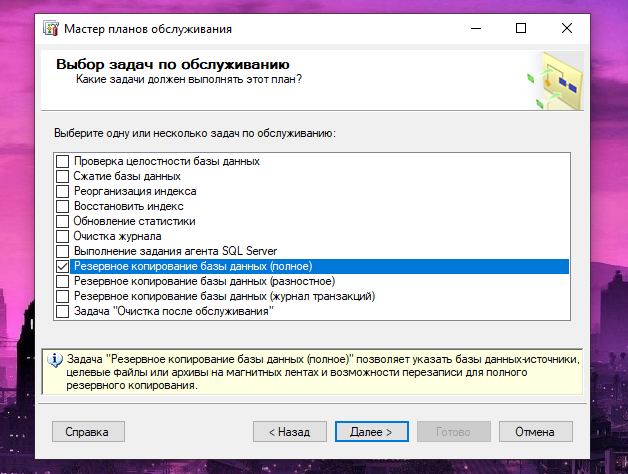 Мастер планов обслуживания
Выбор задач по обслуживанию
Какие задачи должен выполнять этот план?
Выберите одну или несколько задач по обслуживанию:
Проверка целостности базы данных
Сжатие базы данных
Реорганизация индекса
Восстановить индекс
Обновление статистики
Очистка журнала
Выполнение задания агента SQL Server
Резервное копирование базы данных (полное)
Резервное копирование базы данных (разностное)
Резервное копирование базы данных (журнал транзакций)
Задача "Очистка после обслуживания"
Задача "Резервное копирование базы данных (полное)" позволяет указать базы данных-источники,
целевые файлы или архивы на магнитных лентах и возможности перезаписи для полного
резервного копирования.
Справка
< Назад
Далее >
Готово
Отмена